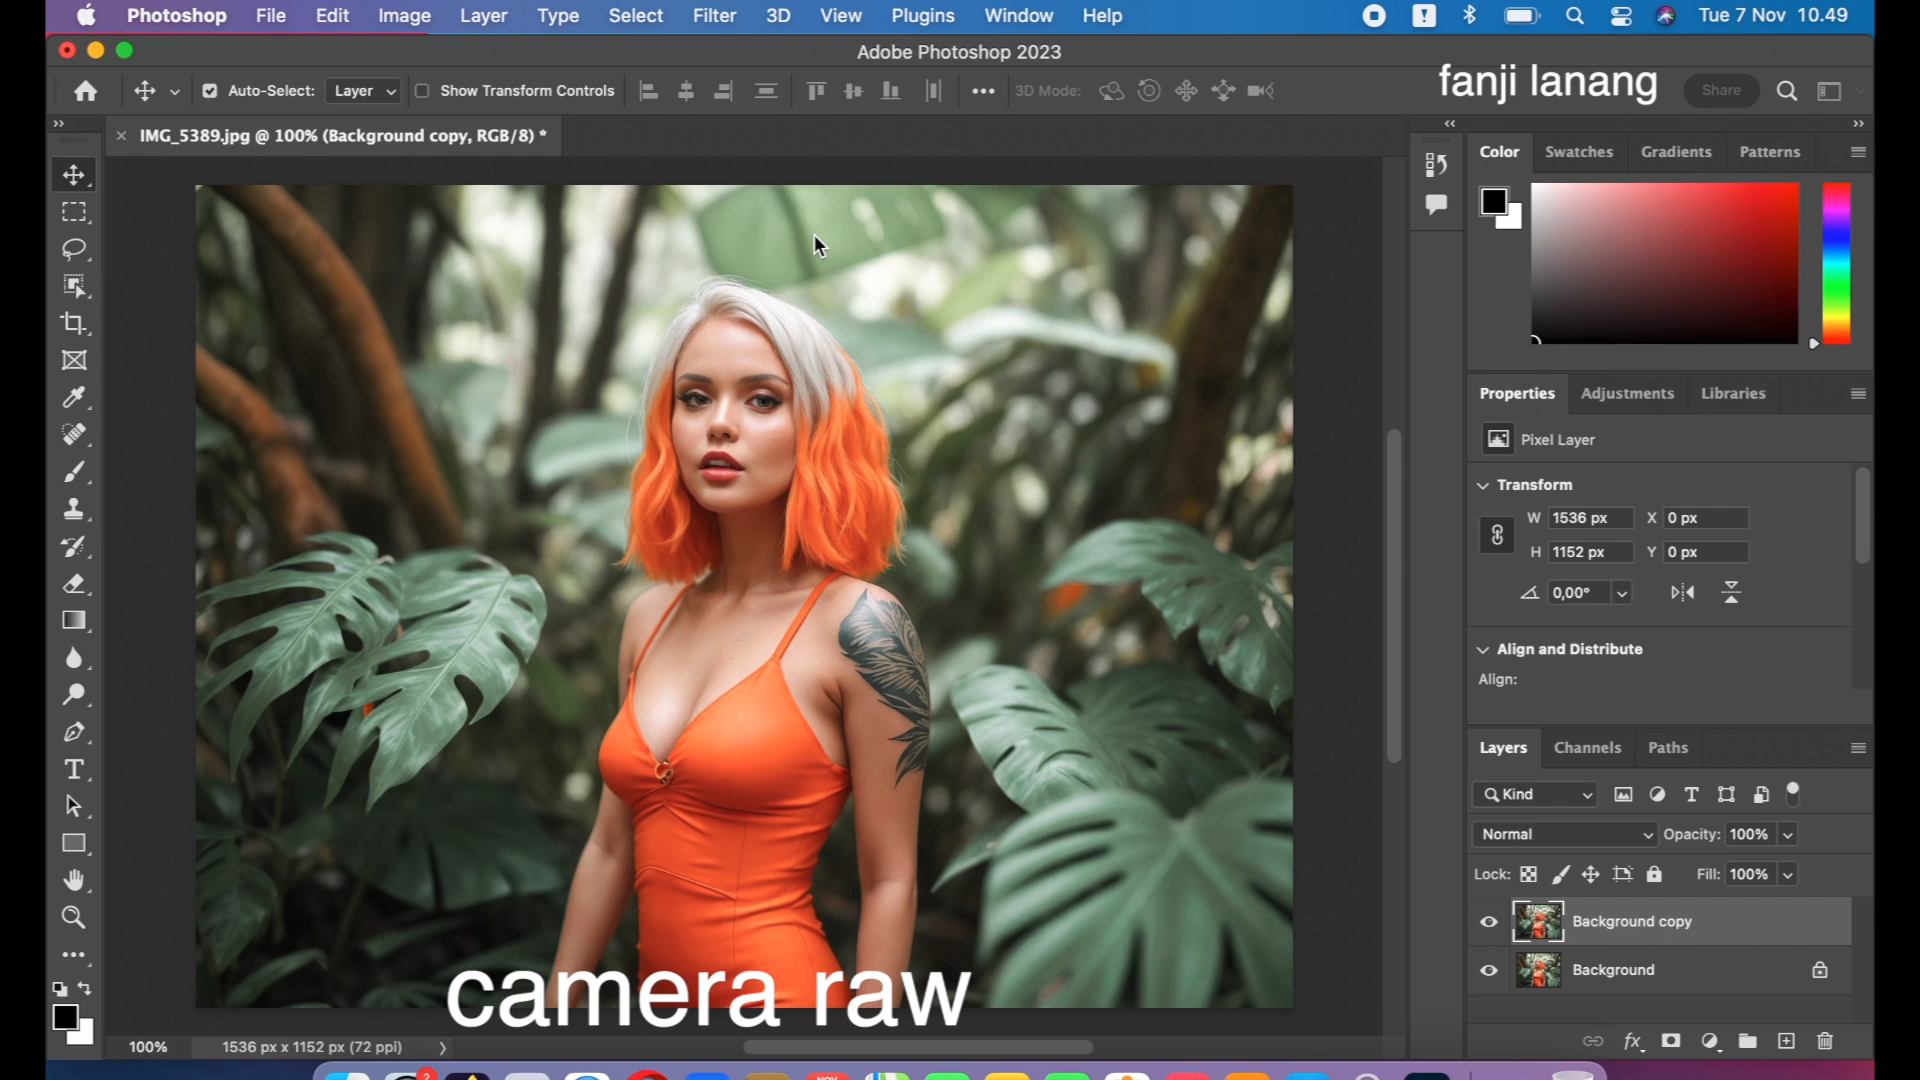 Photoshop File Edit Image Layer Type Select Filter 3D View Plugins Window Help Tue 7 Nov 10.49
Adobe Photoshop 2023
Auto-Select: Layer Show Transform Controls 3D Mode: Share
fanji lanang
IMG_5389.jpg @ 100% (Background copy, RGB/8) *
Color Swatches Gradients Patterns
Properties Adjustments Libraries
Pixel Layer
Transform
W 1536 px X 0 px
H 1152 px Y 0 px
0,00°
Align and Distribute
Align:
Layers Channels Paths
Kind
Normal Opacity: 100%
Lock: Fill: 100%
Background copy
Background
camera raw
100% 1536 px x 1152 px (72 ppi)
2
NOV